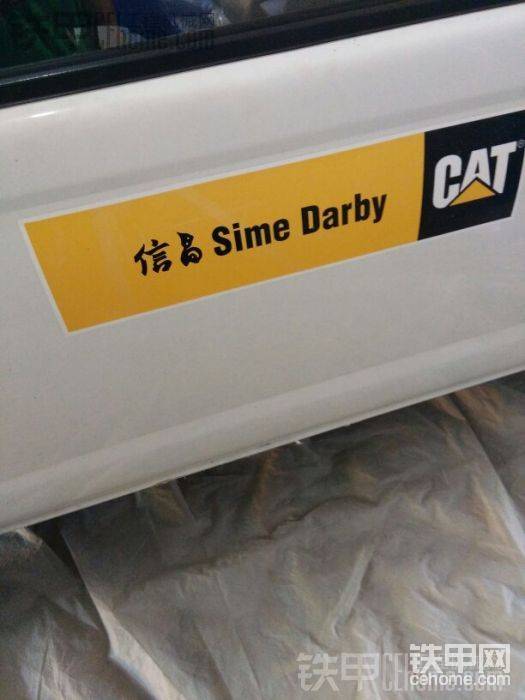 信昌 Sime Darby CAT®
铁甲网
cehome.com